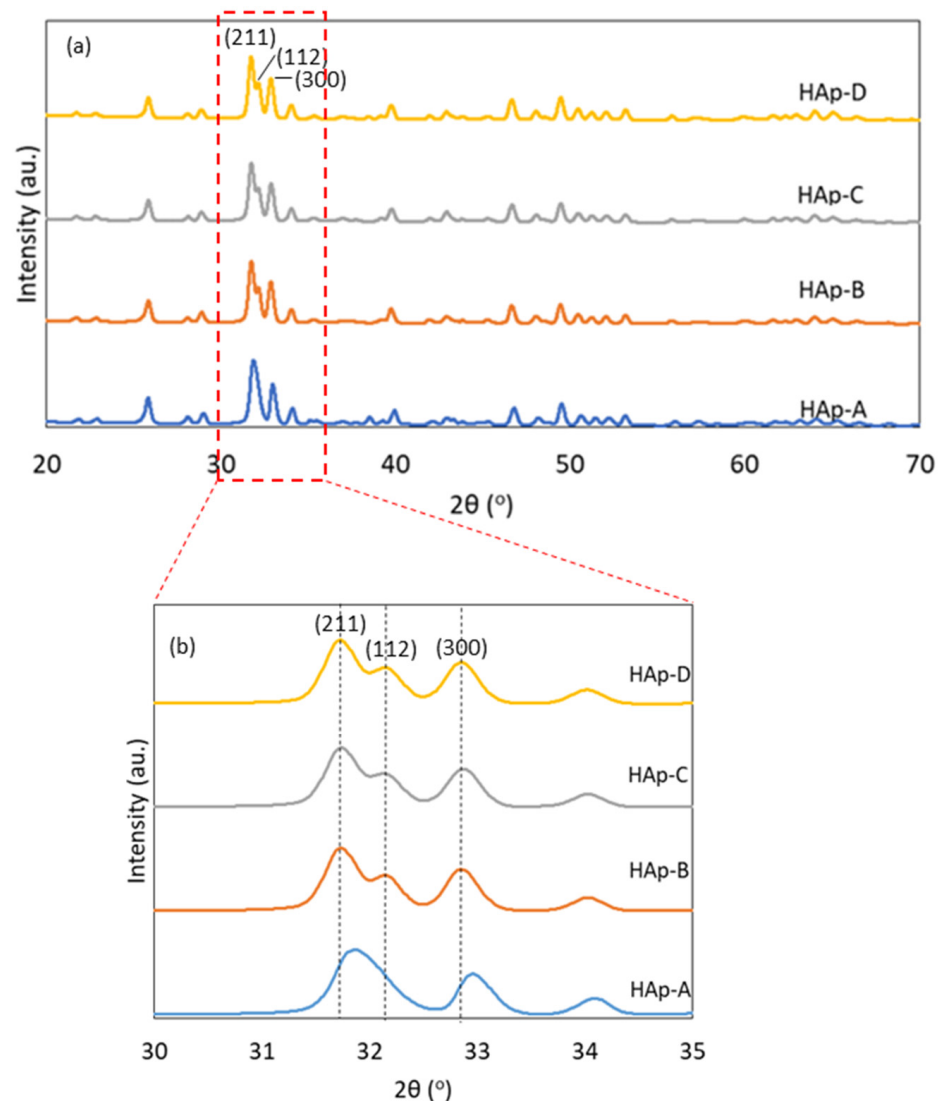 (a)
(211)
(112)
(300)
HAp-D
HAp-C
HAp-B
HAp-A
Intensity (au.)
20 30 40 50 60 70
2θ (°)
(b)
(211)
(112)
(300)
HAp-D
HAp-C
HAp-B
HAp-A
Intensity (au.)
30 31 32 33 34 35
2θ (°)